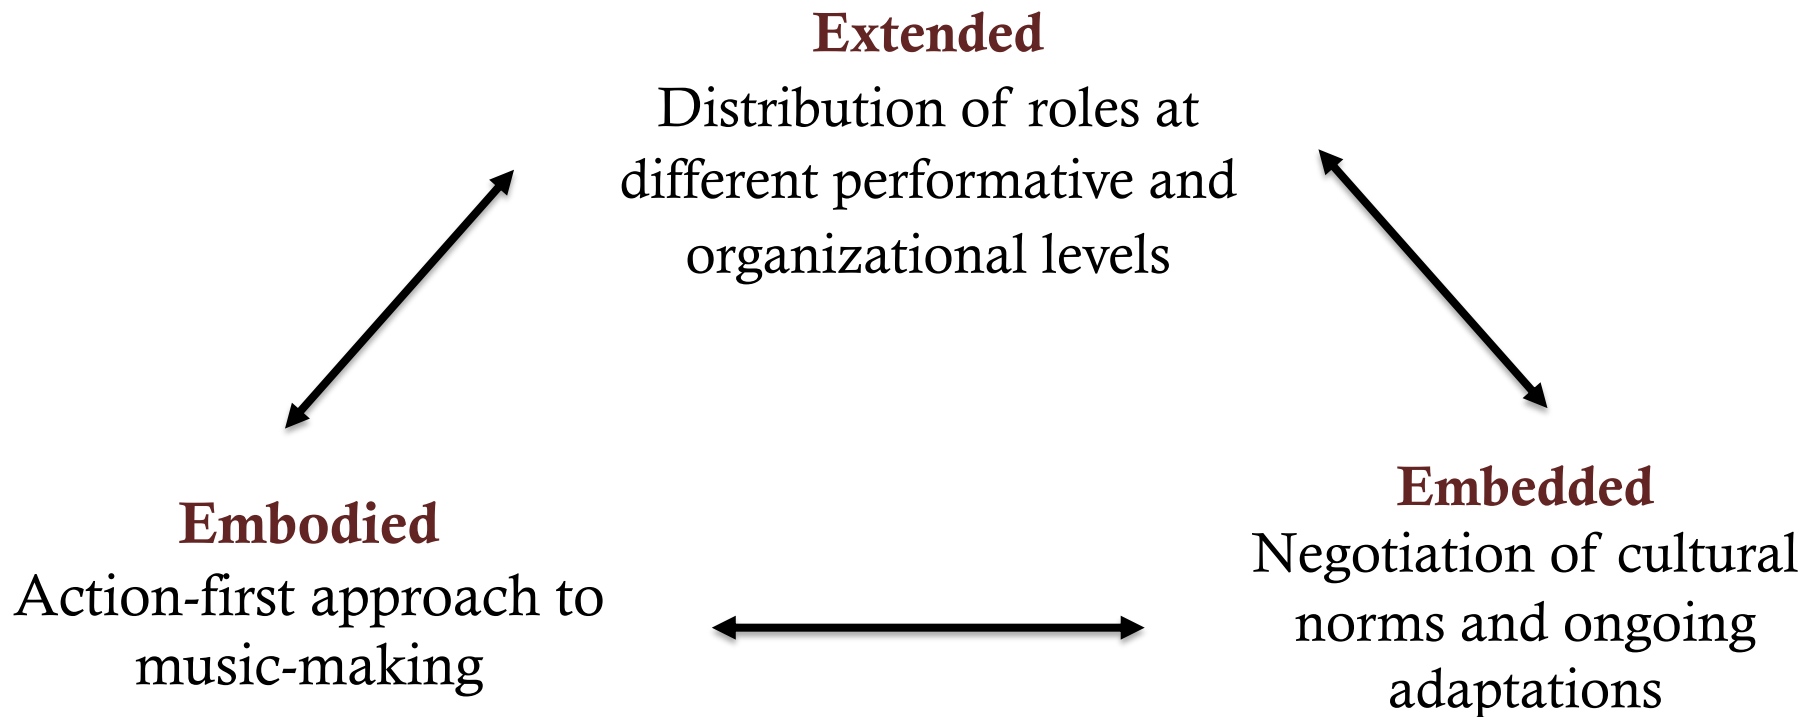 Extended
Distribution of roles at
different performative and
organizational levels
Embodied
Action-first approach to
music-making
Embedded
Negotiation of cultural
norms and ongoing
adaptations